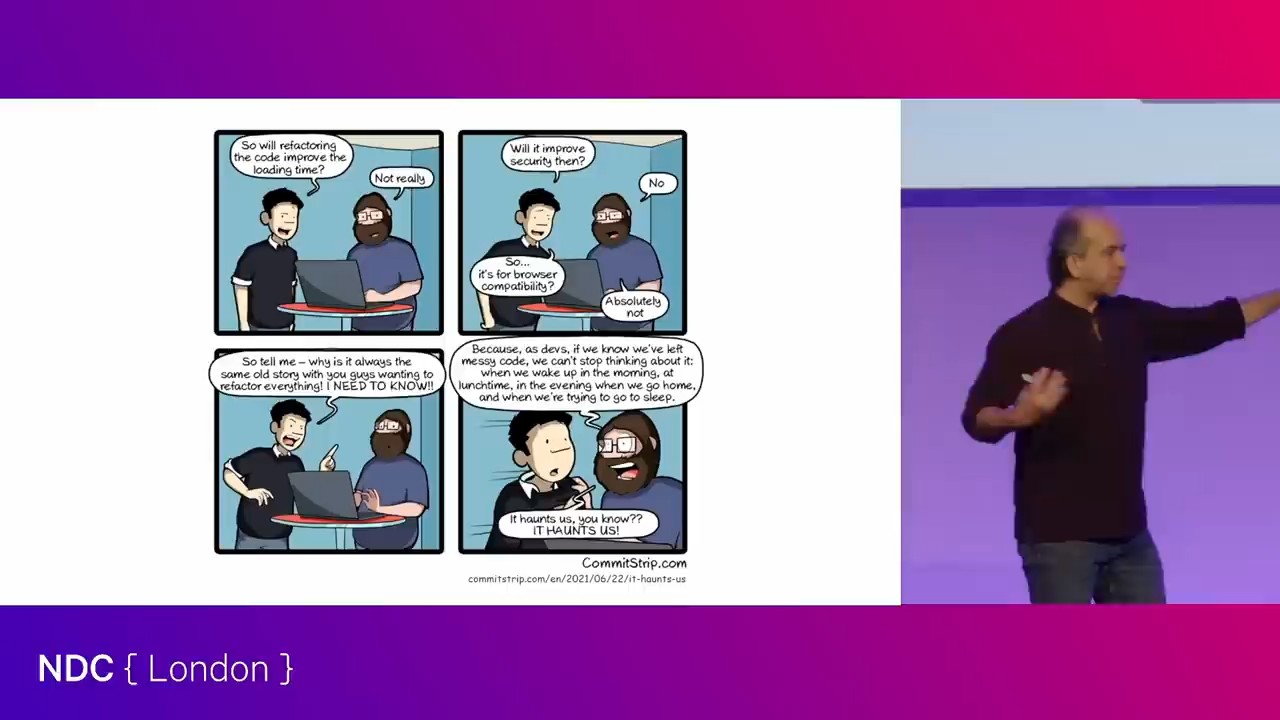 So will refactoring
the code improve the
loading time?
Not really
Will it improve
security then?
No
So...
it's for browser
compatibility?
Absolutely
not
So tell me – why is it always the
same old story with you guys wanting to
refactor everything! I NEED TO KNOW!!
Because, as devs, if we know we've left
messy code, we can't stop thinking about it:
when we wake up in the morning, at
lunchtime, in the evening when we go home,
and when we're trying to go to sleep.
It haunts us, you know??
IT HAUNTS US!
CommitStrip.com
commitstrip.com/en/2021/06/22/it-haunts-us
NDC { London }